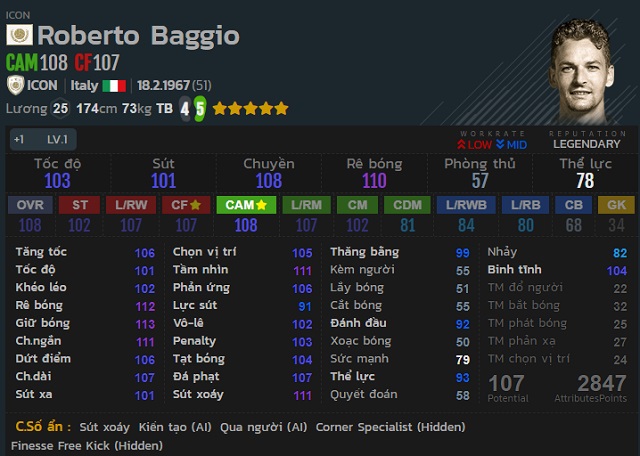 ICON
Roberto Baggio
CAM108 CF107
ICON Italy 18.2.1967(51)
Lương 25 174cm 73kg TB 4 5
+1 LV.1
WORKRATE REPUTATION
LOW MID LEGENDARY
Tốc độ Sút Chuyền Rê bóng Phòng thủ Thể lực
103 101 108 110 57 78
OVR ST L/RW CF CAM L/RM CM CDM L/RWB L/RB CB GK
108 102 107 107 108 107 102 81 84 80 68 34
Tăng tốc 106 Chọn vị trí 105 Thăng bằng 99 Nhảy 82
Tốc độ 101 Tầm nhìn 111 Kèm người 55 Bình tĩnh 104
Khéo léo 102 Phản ứng 106 Lấy bóng 51 TM đổ người 22
Rê bóng 112 Lực sút 91 Cắt bóng 55 TM bắt bóng 32
Giữ bóng 113 Vô-lê 102 Đánh đầu 92 TM phát bóng 25
Ch.ngắn 111 Penalty 103 Xoạc bóng 50 TM phản xạ 27
Dứt điểm 106 Tạt bóng 104 Sức mạnh 79 TM chọn vị trí 24
Ch.dài 107 Đá phạt 107 Thể lực 93 107 2847
Sút xa 101 Sút xoáy 111 Quyết đoán 58 Potential AttributesPoints
C.Số ẩn : Sút xoáy Kiến tạo (AI) Qua người (AI) Corner Specialist (Hidden)
Finesse Free Kick (Hidden)